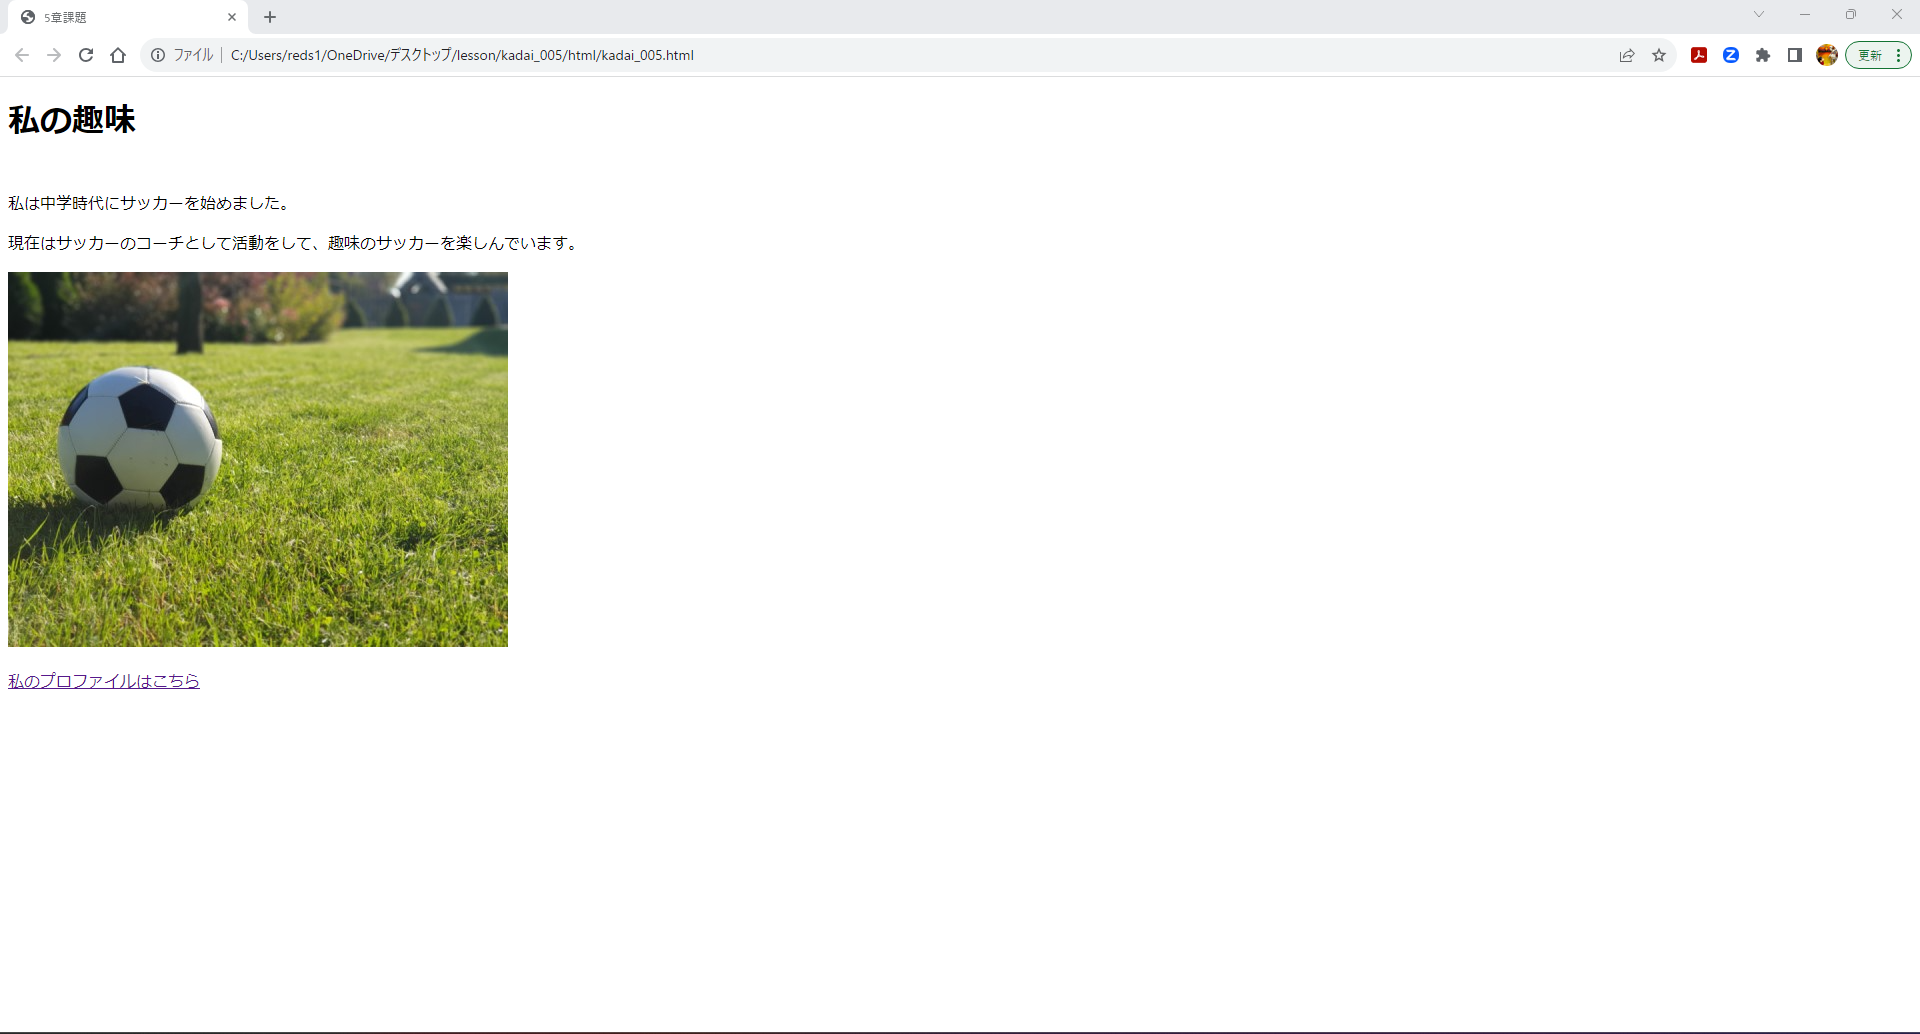 5章課題
ファイル
C:/Users/reds1/OneDrive/デスクトップ/lesson/kadai_005/html/kadai_005.html
更新
私の趣味
私は中学時代にサッカーを始めました。
現在はサッカーのコーチとして活動をして、趣味のサッカーを楽しんでいます。
私のプロファイルはこちら